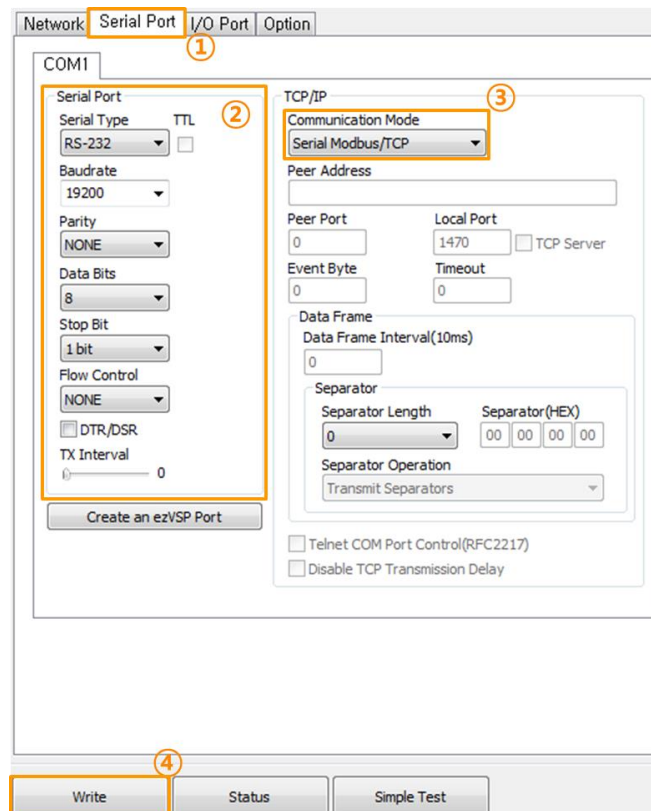 Network Serial Port I/O Port Option
①
COM1
Serial Port
②
Serial Type TTL
RS-232
Baudrate
19200
Parity
NONE
Data Bits
8
Stop Bit
1 bit
Flow Control
NONE
DTR/DSR
TX Interval
0
Create an ezVSP Port
TCP/IP
③
Communication Mode
Serial Modbus/TCP
Peer Address
Peer Port Local Port
0 1470 TCP Server
Event Byte Timeout
0 0
Data Frame
Data Frame Interval(10ms)
0
Separator
Separator Length Separator(HEX)
0 00 00 00 00
Separator Operation
Transmit Separators
Telnet COM Port Control(RFC2217)
Disable TCP Transmission Delay
④
Write Status Simple Test